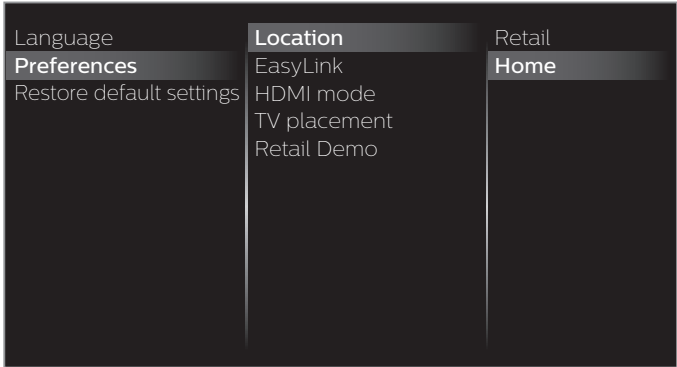 Language
Preferences
Restore default settings
Location
EasyLink
HDMI mode
TV placement
Retail Demo
Retail
Home